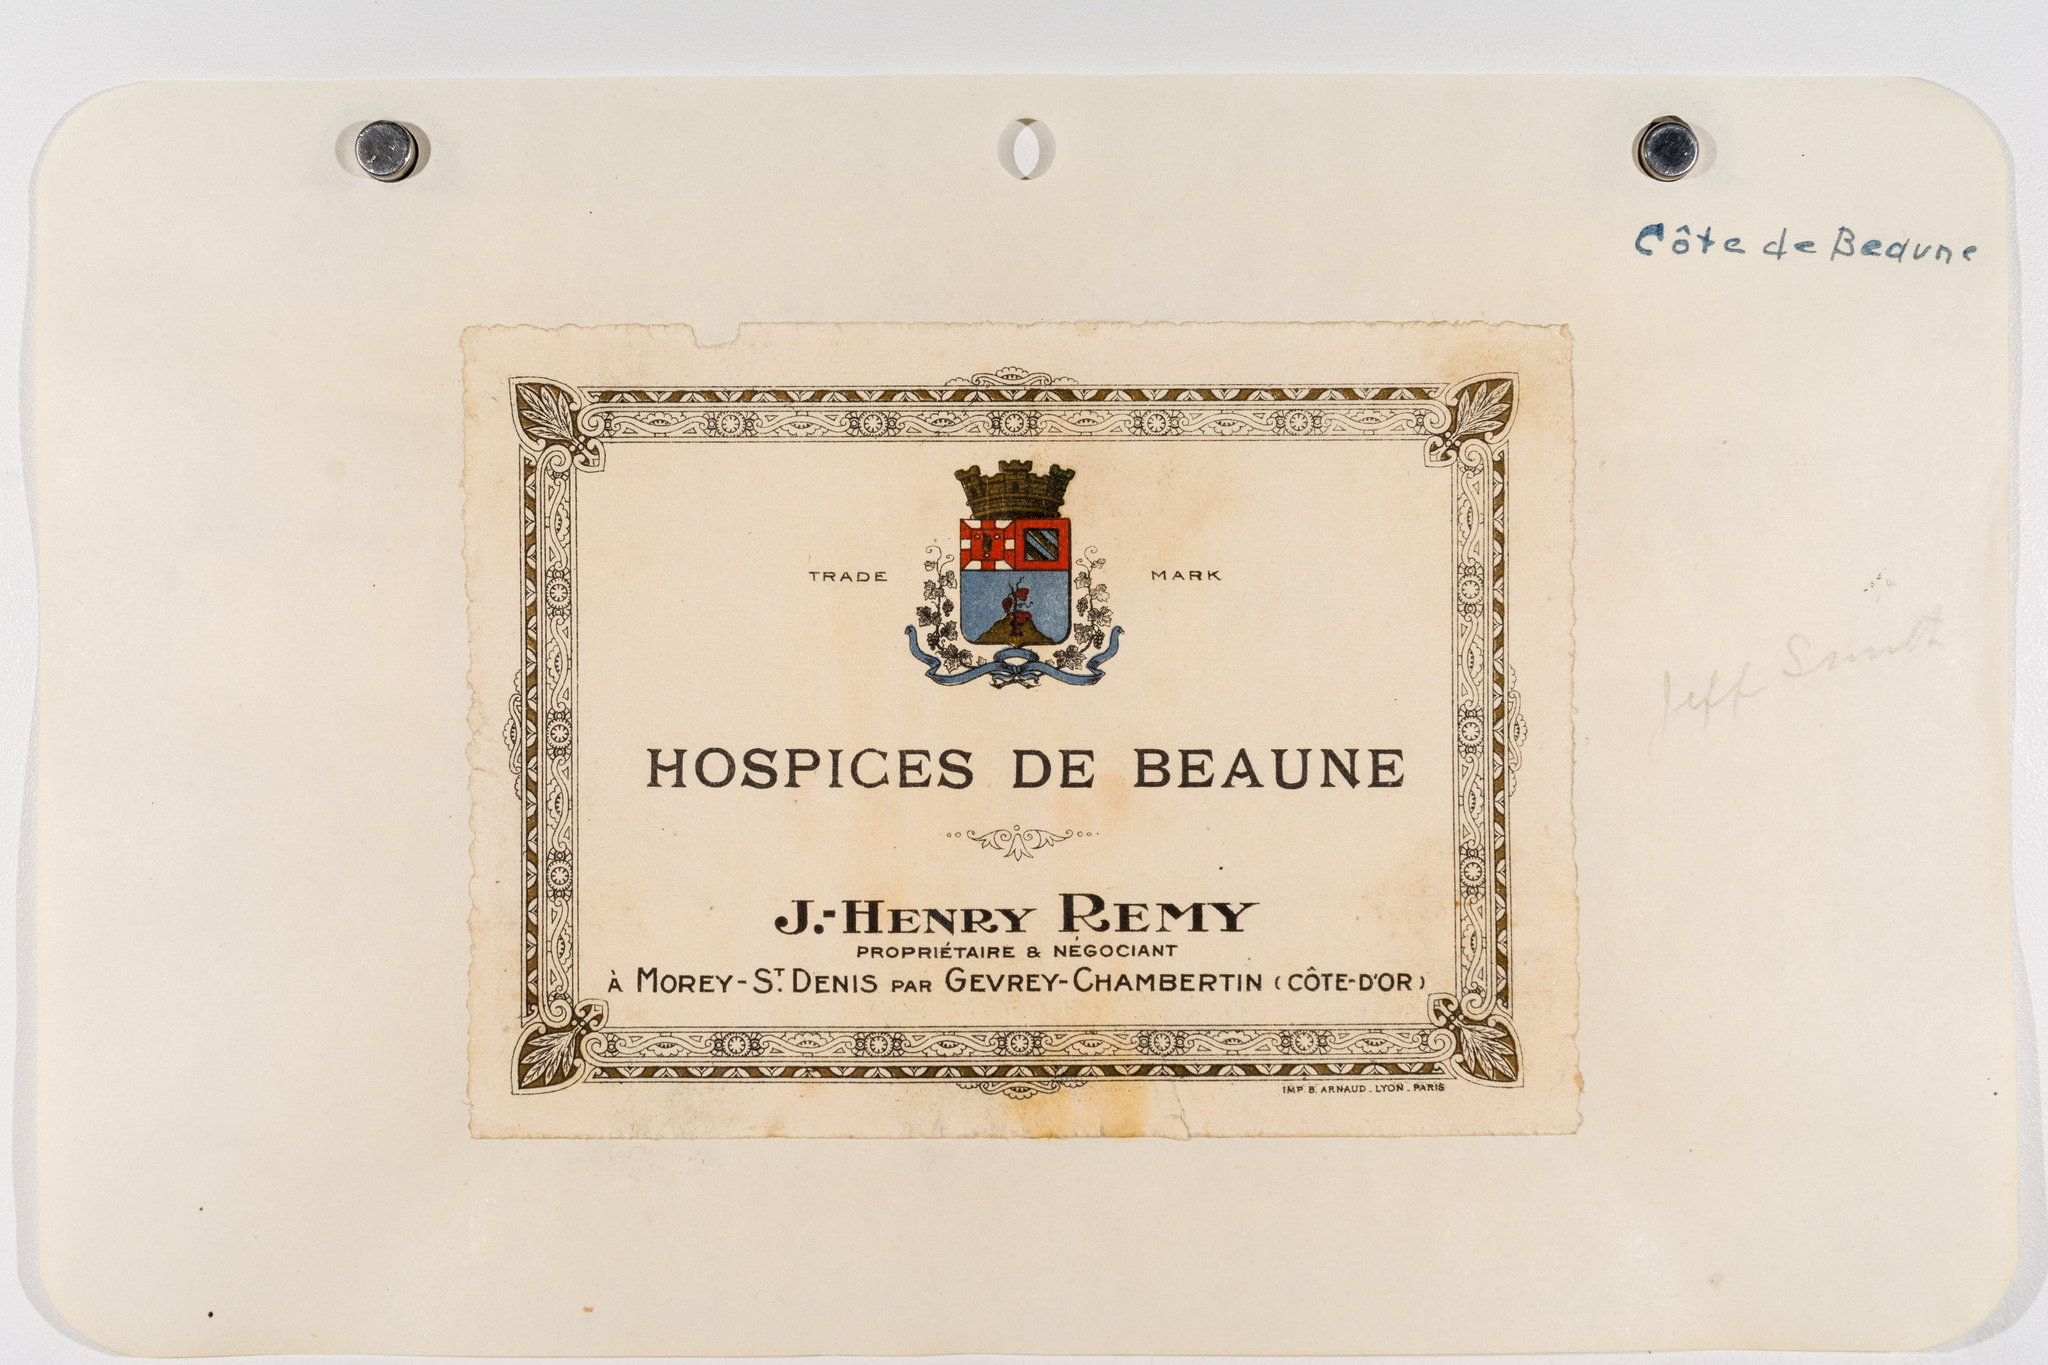 Côte de Beaune
TRADE MARK
Jeff Smith
HOSPICES DE BEAUNE
J.-HENRY REMY
PROPRIÉTAIRE & NÉGOCIANT
À MOREY-ST. DENIS PAR GEVREY-CHAMBERTIN (CÔTE-D'OR)
IMP. B. ARNAUD. LYON. PARIS